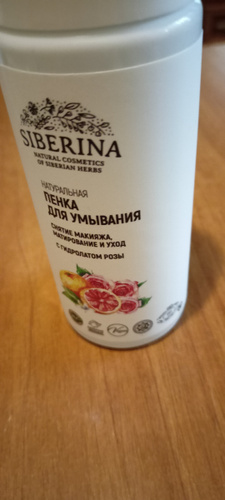 SIBERINA
NATURAL COSMETICS
OF SIBERIAN HERBS
НАТУРАЛЬНАЯ
ПЕНКА
ДЛЯ УМЫВАНИЯ
СНЯТИЕ МАКИЯЖА,
МАТИРОВАНИЕ И УХОД
С ГИДРОЛАТОМ РОЗЫ